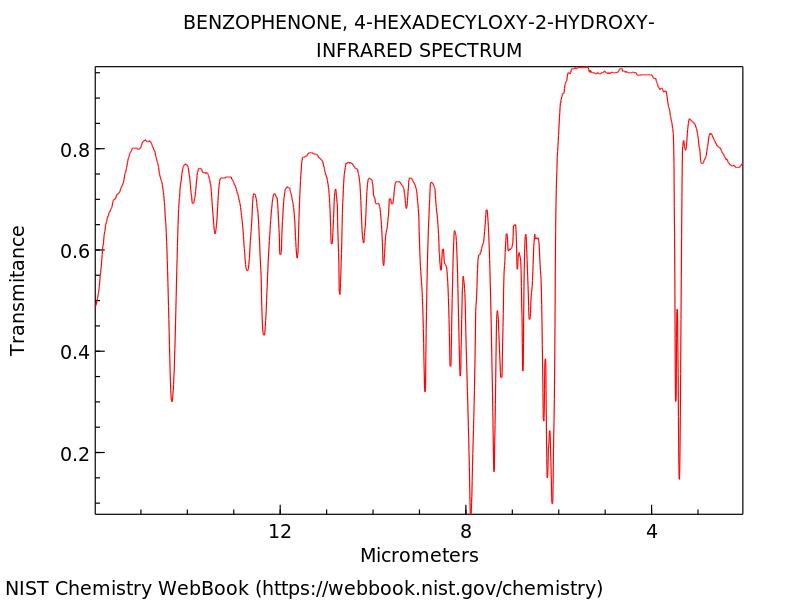 BENZOPHENONE, 4-HEXADECYLOXY-2-HYDROXY-
INFRARED SPECTRUM
0.8
0.6
0.4
0.2
Transmitance
12 8 4
Micrometers
NIST Chemistry WebBook (https://webbook.nist.gov/chemistry)